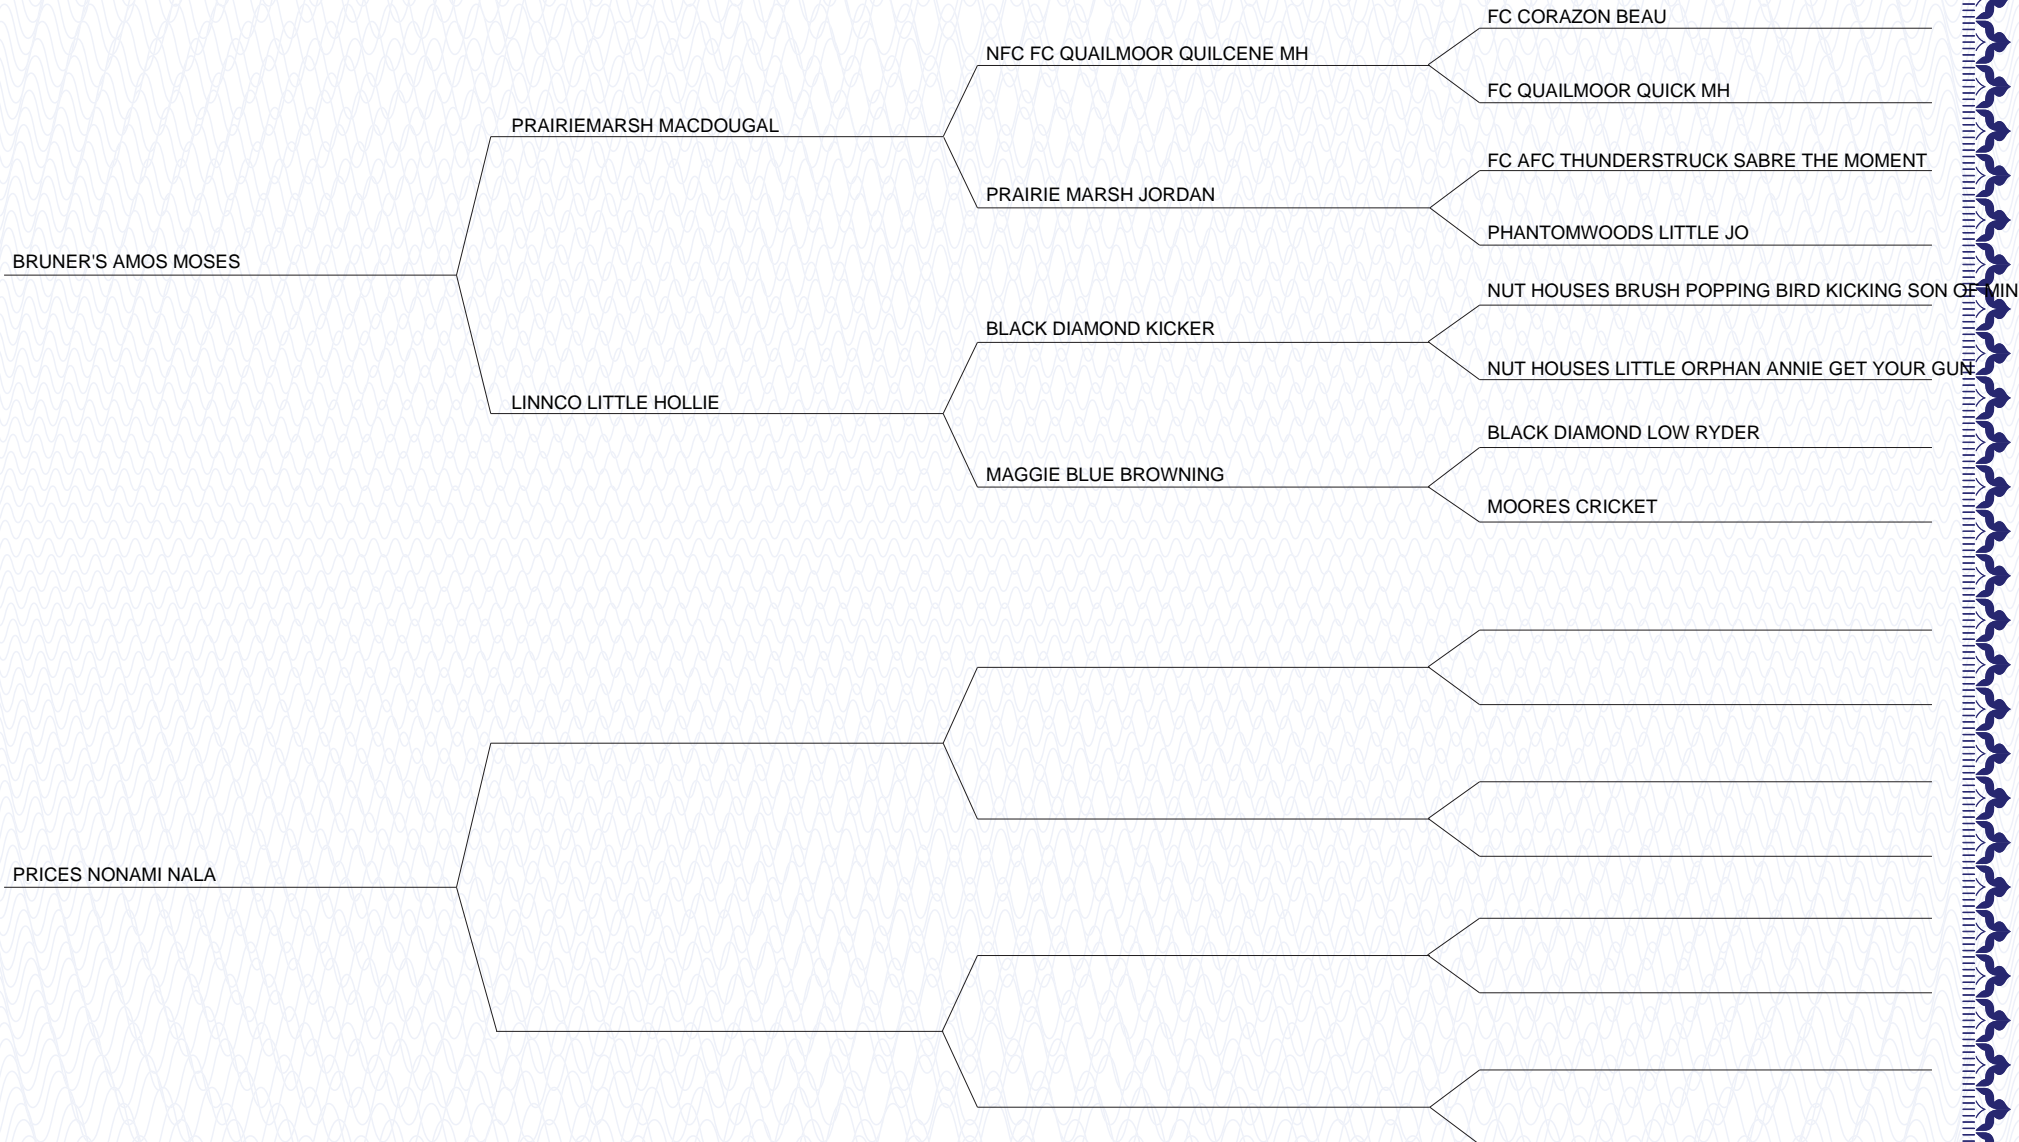 FC CORAZON BEAU
NFC FC QUAILMOOR QUILCENE MH
FC QUAILMOOR QUICK MH
PRAIRIEMARSH MACDOUGAL
FC AFC THUNDERSTRUCK SABRE THE MOMENT
PRAIRIE MARSH JORDAN
PHANTOMWOODS LITTLE JO
BRUNER'S AMOS MOSES
NUT HOUSES BRUSH POPPING BIRD KICKING SON OF MIN
BLACK DIAMOND KICKER
NUT HOUSES LITTLE ORPHAN ANNIE GET YOUR GUN
LINNCO LITTLE HOLLIE
BLACK DIAMOND LOW RYDER
MAGGIE BLUE BROWNING
MOORES CRICKET
PRICES NONAMI NALA